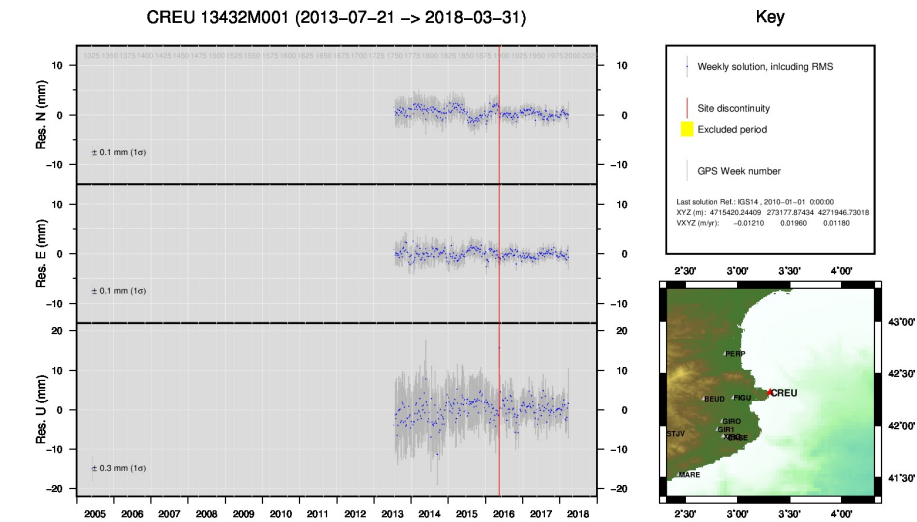 CREU 13432M001 (2013−07−21 −> 2018−03−31)
Key
Res. N (mm)
10
0
−10
10
0
−10
± 0.1 mm (1σ)
Res. E (mm)
10
0
−10
10
0
−10
± 0.1 mm (1σ)
Res. U (mm)
20
10
0
−10
−20
20
10
0
−10
−20
± 0.3 mm (1σ)
2005 2006 2007 2008 2009 2010 2011 2012 2013 2014 2015 2016 2017 2018
Weekly solution, inlcuding RMS
Site discontinuity
Excluded period
GPS Week number
Last solution Ref.: IGS14 , 2010−01−01 0:00:00
XYZ (m): 4715420.24409 273177.87434 4271946.73018
VXYZ (m/yr): −0.01210 0.01960 0.01180
2˚30' 3˚00' 3˚30' 4˚00'
43˚00'
42˚30'
42˚00'
41˚30'
PERP
CREU
BEUD FIGU
GIRO
GIR1
STJV
MARE
2˚30' 3˚00' 3˚30' 4˚00'